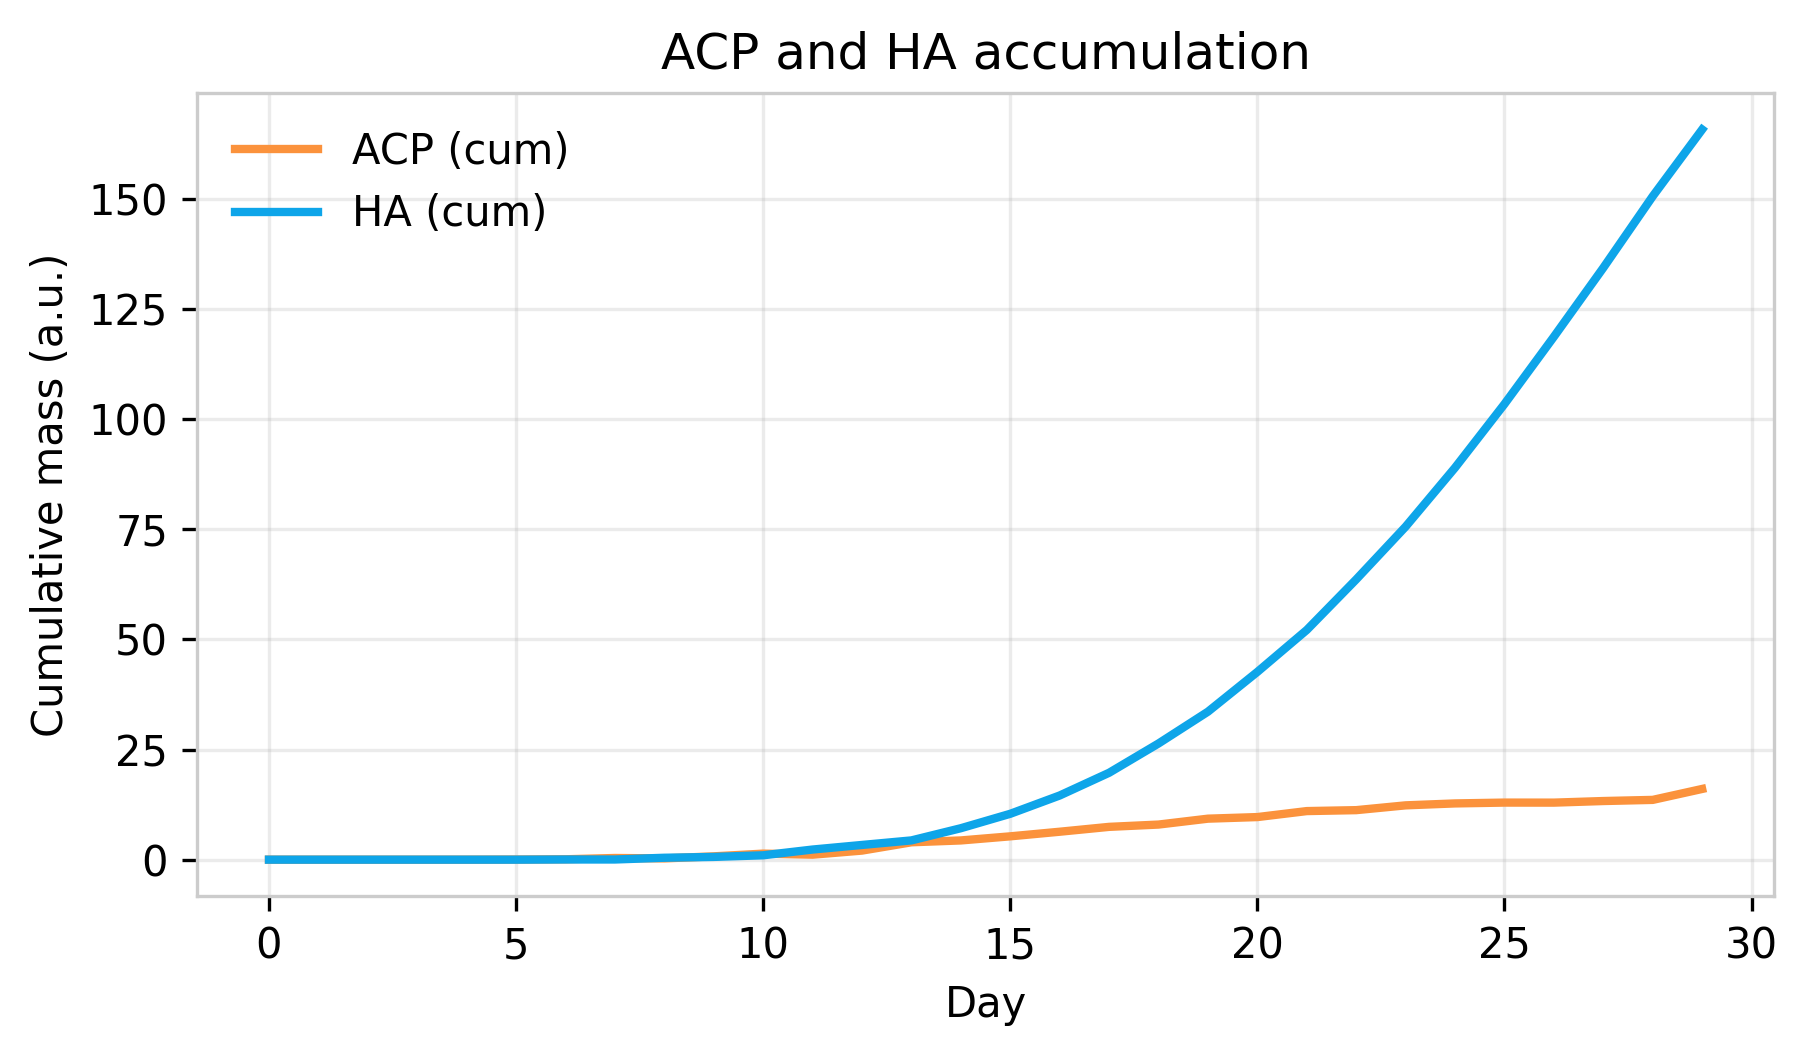 ACP and HA accumulation
ACP (cum)
HA (cum)
Cumulative mass (a.u.)
150
125
100
75
50
25
0
0 5 10 15 20 25 30
Day